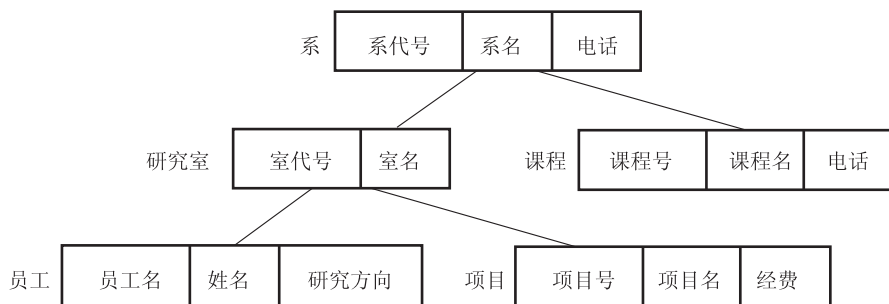 系 系代号 系名 电话
研究室 室代号 室名 课程 课程号 课程名 电话
员工 员工名 姓名 研究方向 项目 项目号 项目名 经费